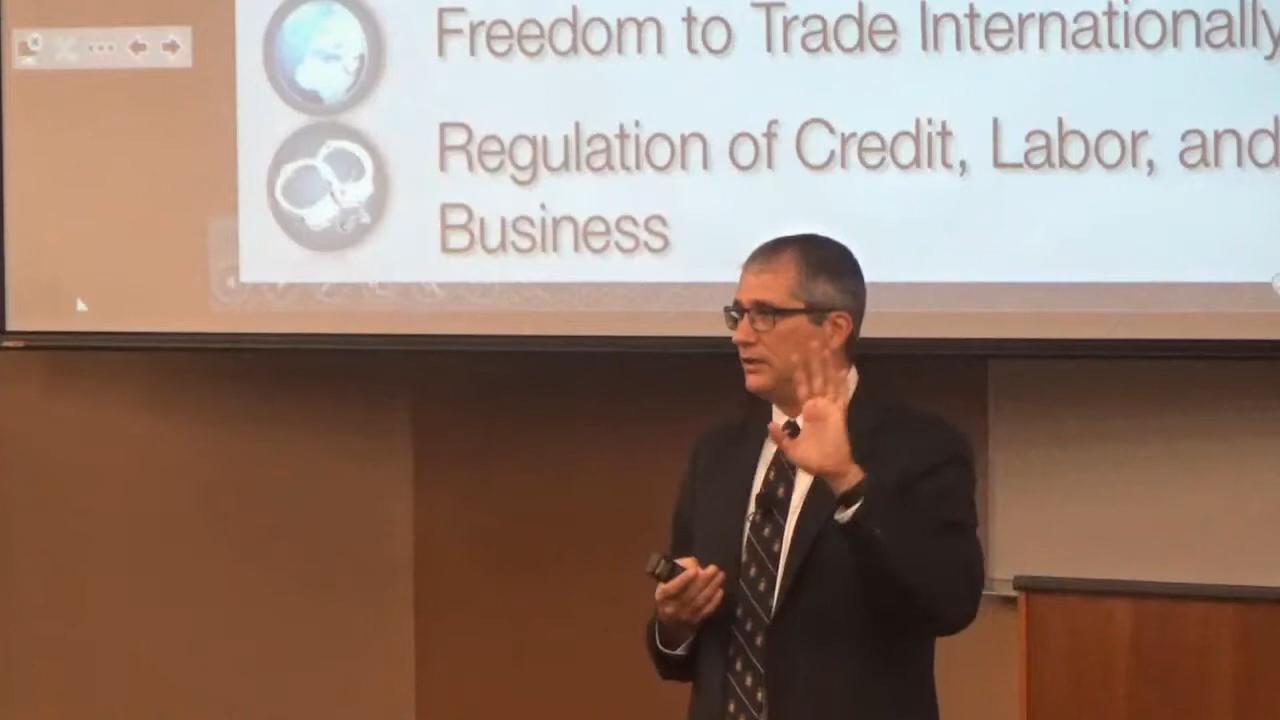 Freedom to Trade Internationally
Regulation of Credit, Labor, and
Business